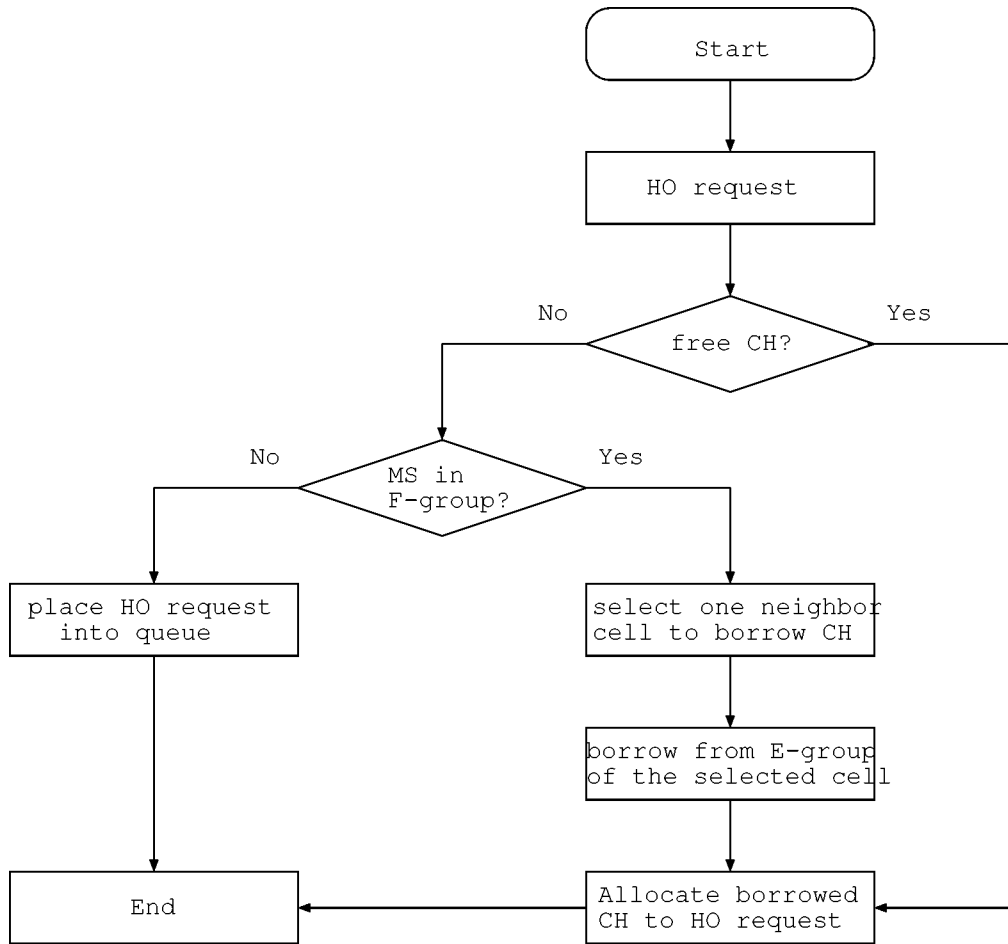 Start
HO request
No
Yes
free CH?
No
Yes
MS in
F-group?
place HO request
into queue
select one neighbor
cell to borrow CH
borrow from E-group
of the selected cell
End
Allocate borrowed
CH to HO request